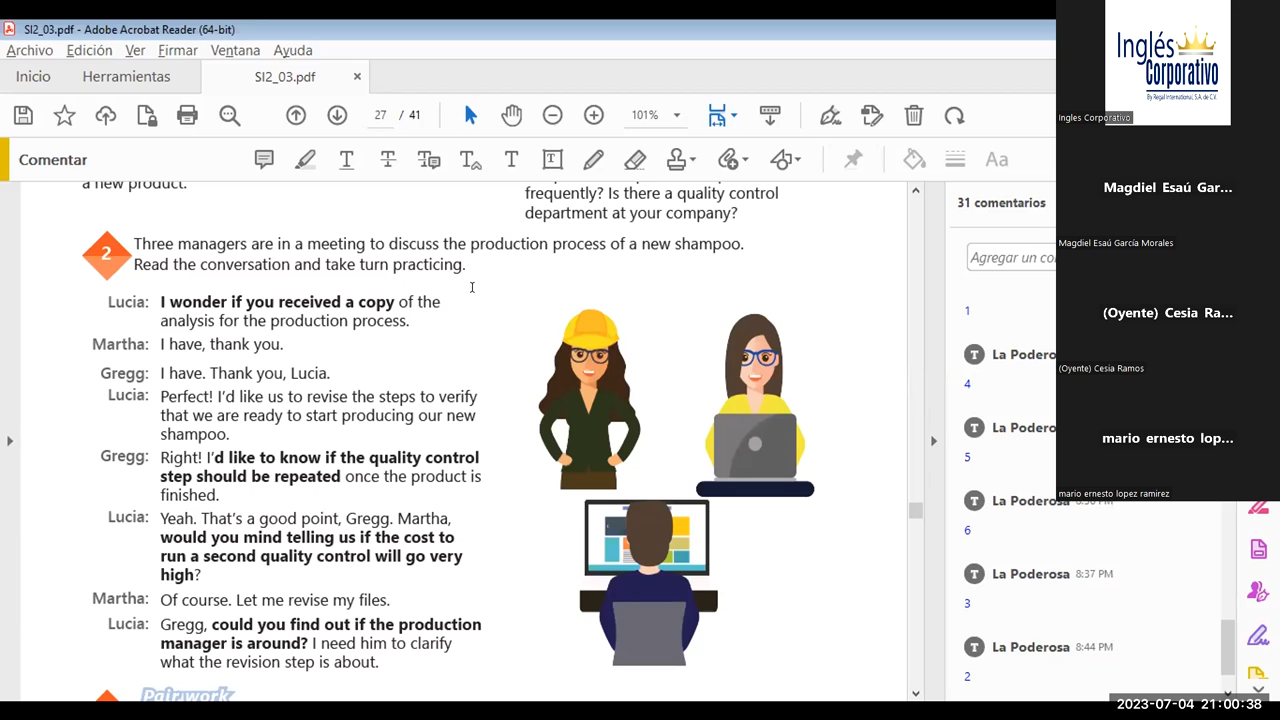 SI2_03.pdf - Adobe Acrobat Reader (64-bit)
Archivo Edición Ver Firmar Ventana Ayuda
Inicio Herramientas SI2_03.pdf ×
27 / 41 101%
Comentar
Aa
a new product.
frequently? Is there a quality control
department at your company?
2
Three managers are in a meeting to discuss the production process of a new shampoo.
Read the conversation and take turn practicing.
Lucia: I wonder if you received a copy of the
analysis for the production process.
Martha: I have, thank you.
Gregg: I have. Thank you, Lucia.
Lucia: Perfect! I'd like us to revise the steps to verify
that we are ready to start producing our new
shampoo.
Gregg: Right! I'd like to know if the quality control
step should be repeated once the product is
finished.
Lucia: Yeah. That's a good point, Gregg. Martha,
would you mind telling us if the cost to
run a second quality control will go very
high?
Martha: Of course. Let me revise my files.
Lucia: Gregg, could you find out if the production
manager is around? I need him to clarify
what the revision step is about.
Pair work
31 comentarios
Agregar un co
1
T La Poderosa
4
T La Podero
5
T La Poderosa
6
T La Poderosa 8:37 PM
3
T La Poderosa 8:44 PM
2
Inglés
Corporativo
By Regal International, S.A. de C.V.
Ingles Corporativo
Magdiel Esaú Gar...
Magdiel Esaú García Morales
(Oyente) Cesia Ra...
(Oyente) Cesia Ramos
mario ernesto lop...
mario ernesto lopez ramirez
2023-07-04 21:00:38